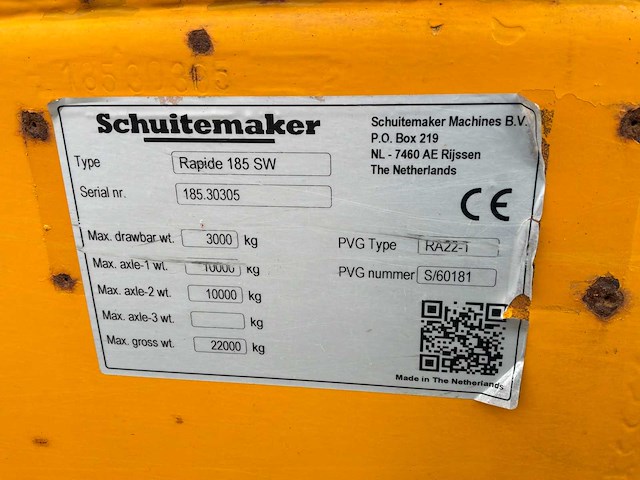 18530305
Schuitemaker
Schuitemaker Machines B.V.
P.O. Box 219
NL - 7460 AE Rijssen
The Netherlands
Type Rapide 185 SW
Serial nr. 185.30305
CE
Max. drawbar wt. 3000 kg
PVG Type RA22-1
Max. axle-1 wt. 10000 kg
PVG nummer S/60181
Max. axle-2 wt. 10000 kg
Max. axle-3 wt. kg
Max. gross wt. 22000 kg
Made in The Netherlands